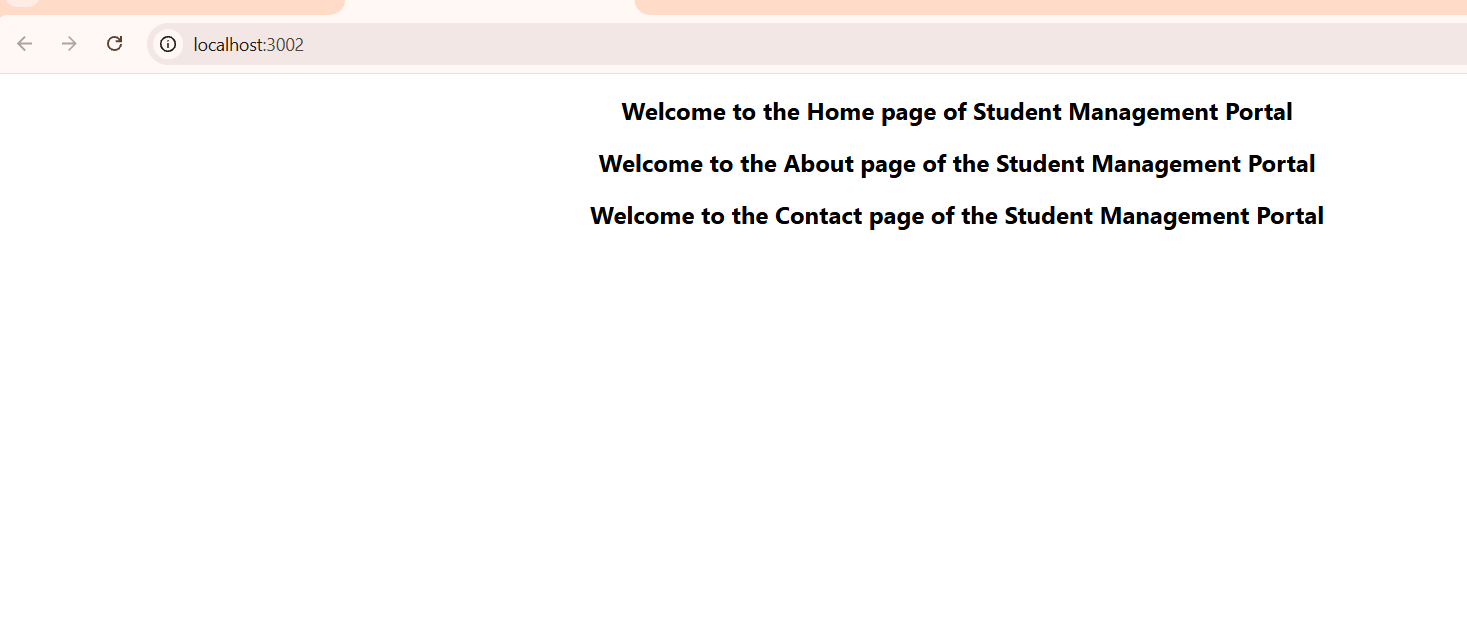 localhost:3002
Welcome to the Home page of Student Management Portal
Welcome to the About page of the Student Management Portal
Welcome to the Contact page of the Student Management Portal